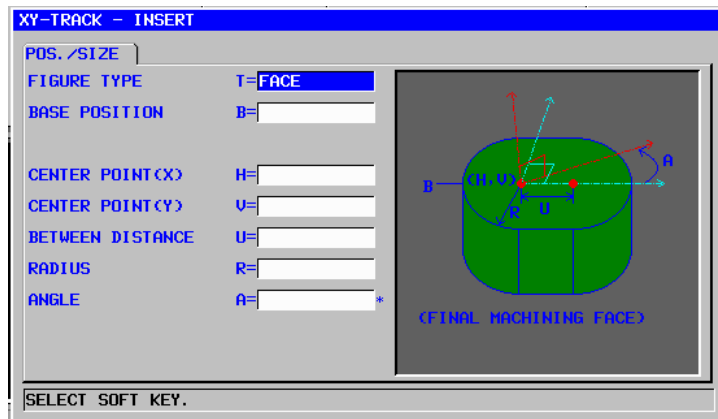 XY-TRACK - INSERT
POS./SIZE
FIGURE TYPE T=FACE
BASE POSITION B=
CENTER POINT(X) H=
CENTER POINT(Y) V=
BETWEEN DISTANCE U=
RADIUS R=
ANGLE A= *
A
B (H,V)
R U
(FINAL MACHINING FACE)
SELECT SOFT KEY.